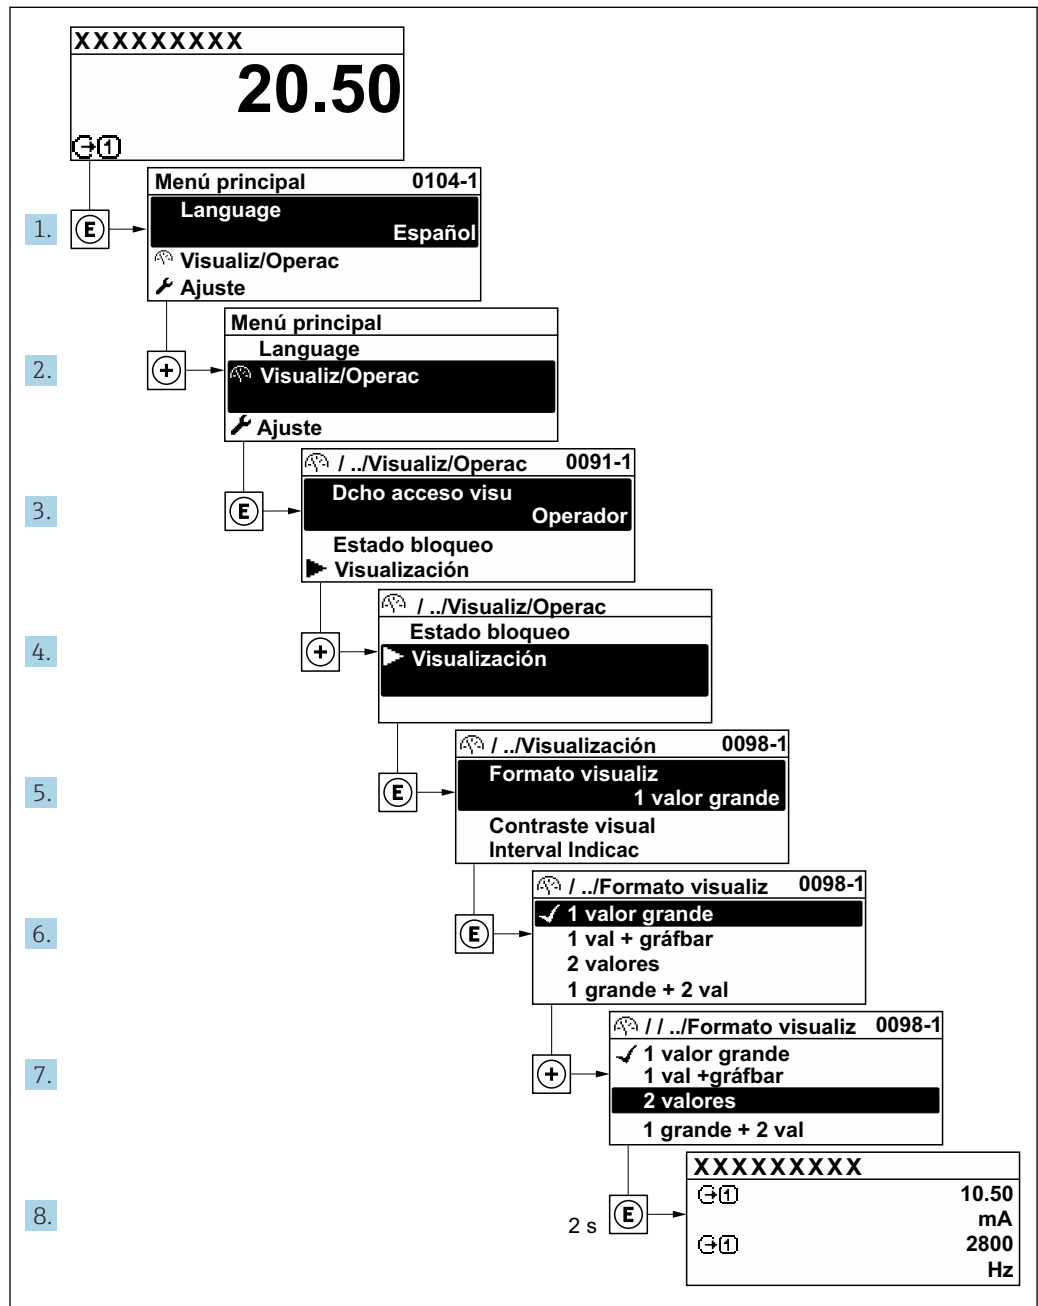 XXXXXXXXX
20.50
1
Menú principal 0104-1
Language
Español
1. E
Visualiz/Operac
Ajuste
Menú principal
Language
2. + Visualiz/Operac
Ajuste
/ ../Visualiz/Operac 0091-1
Dcho acceso visu
3. E Operador
Estado bloqueo
Visualización
/ ../Visualiz/Operac
Estado bloqueo
4. + Visualización
/ ../Visualización 0098-1
Formato visualiz
5. E 1 valor grande
Contraste visual
Interval Indicac
/ ../Formato visualiz 0098-1
1 valor grande
6. E 1 val + gráfbar
2 valores
1 grande + 2 val
/ / ../Formato visualiz 0098-1
1 valor grande
7. + 1 val +gráfbar
2 valores
1 grande + 2 val
XXXXXXXXX
1 10.50
8. 2 s E mA
1 2800
Hz